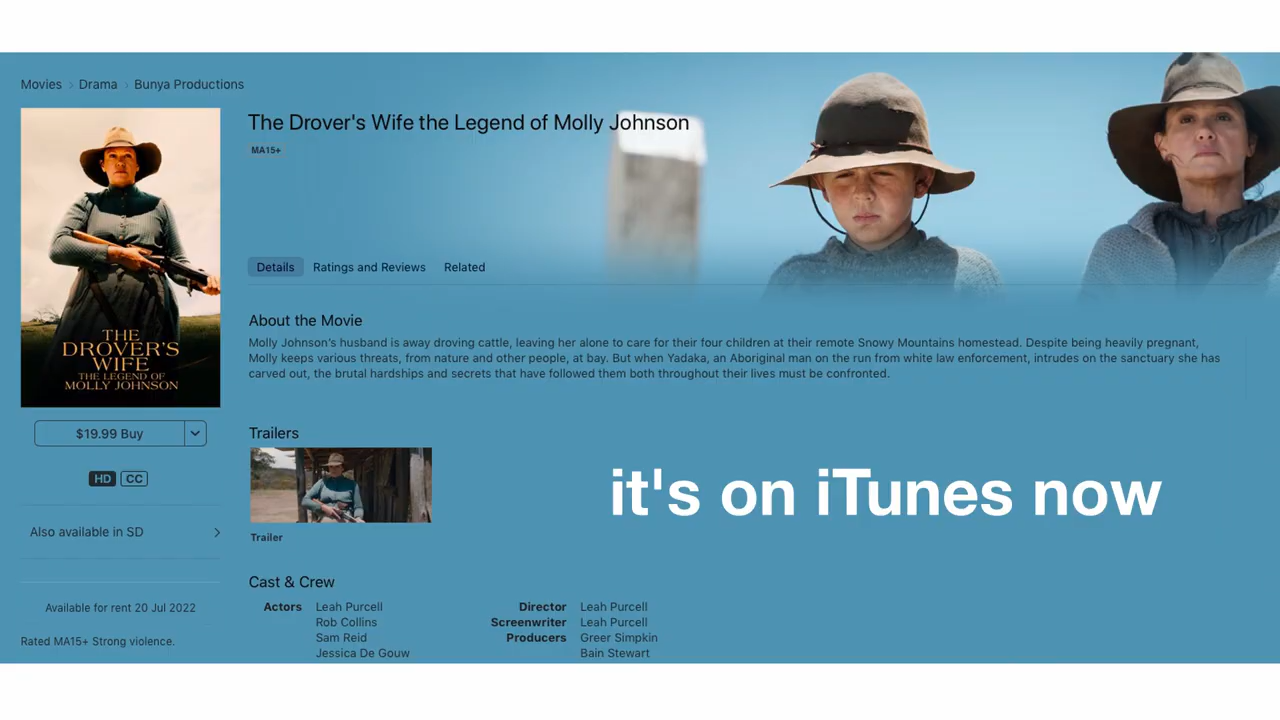 Movies > Drama > Bunya Productions
The Drover's Wife the Legend of Molly Johnson
MA15+
Details Ratings and Reviews Related
THE
DROVER'S
WIFE
THE LEGEND OF
MOLLY JOHNSON
$19.99 Buy
HD CC
Also available in SD
Available for rent 20 Jul 2022
Rated MA15+ Strong violence.
About the Movie
Molly Johnson's husband is away droving cattle, leaving her alone to care for their four children at their remote Snowy Mountains homestead. Despite being heavily pregnant,
Molly keeps various threats, from nature and other people, at bay. But when Yadaka, an Aboriginal man on the run from white law enforcement, intrudes on the sanctuary she has
carved out, the brutal hardships and secrets that have followed them both throughout their lives must be confronted.
Trailers
Trailer
it's on iTunes now
Cast & Crew
Actors Leah Purcell
Rob Collins
Sam Reid
Jessica De Gouw
Director Leah Purcell
Screenwriter Leah Purcell
Producers Greer Simpkin
Bain Stewart